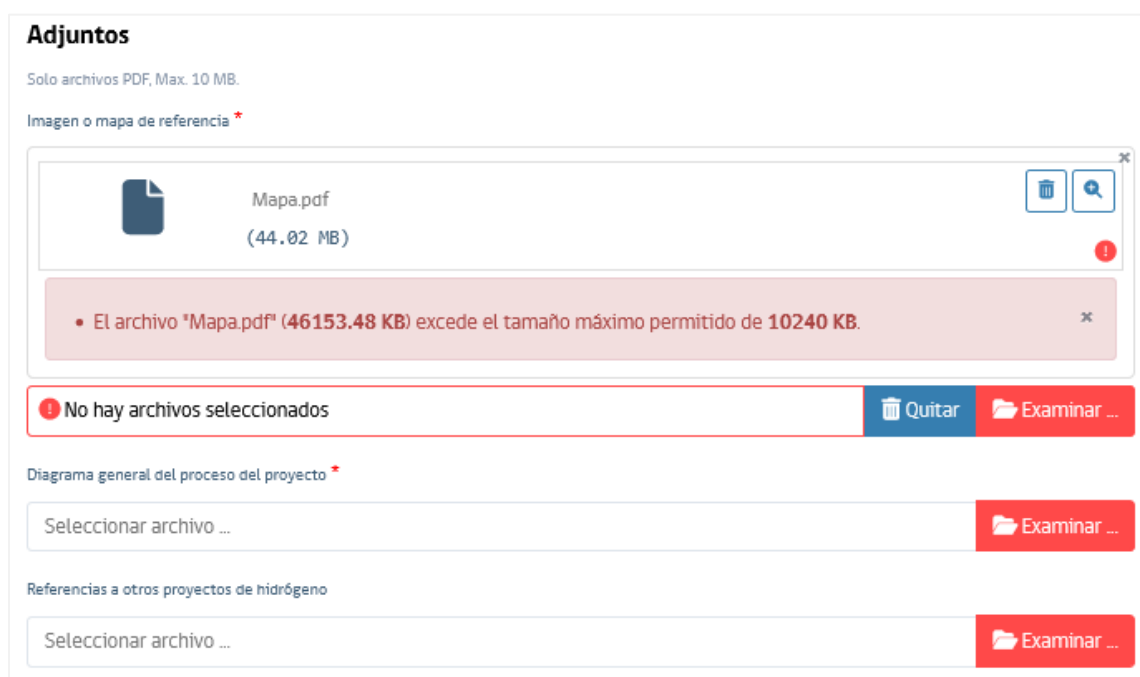 Adjuntos
Solo archivos PDF, Max. 10 MB.
Imagen o mapa de referencia *
Mapa.pdf
(44.02 MB)
• El archivo "Mapa.pdf" (46153.48 KB) excede el tamaño máximo permitido de 10240 KB.
No hay archivos seleccionados Quitar Examinar ...
Diagrama general del proceso del proyecto *
Seleccionar archivo ... Examinar ...
Referencias a otros proyectos de hidrógeno
Seleccionar archivo ... Examinar ...